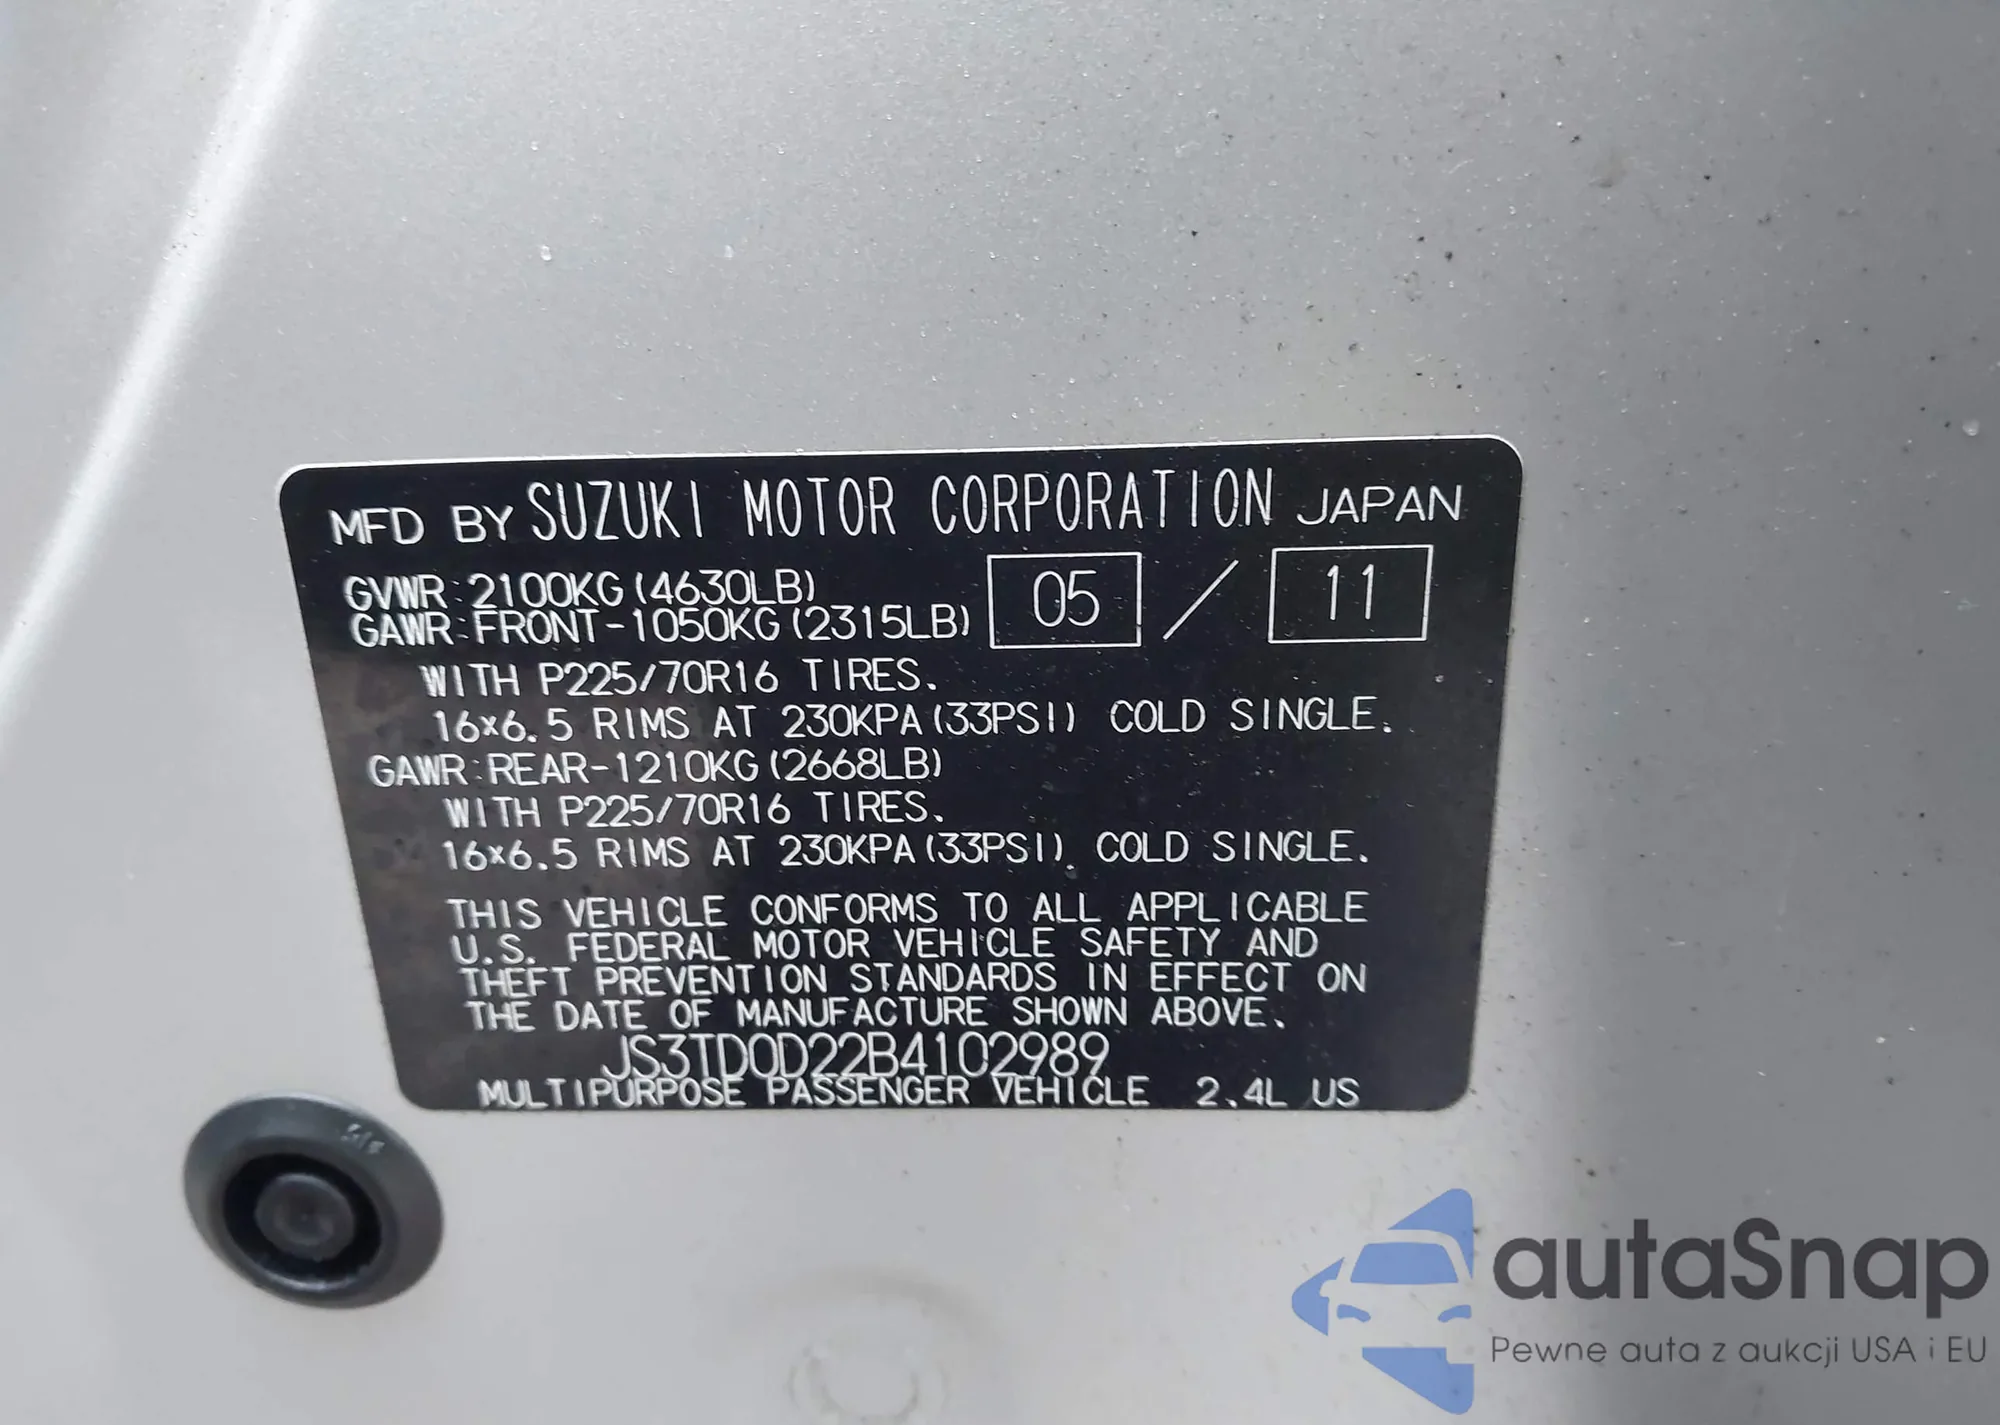 MFD BY SUZUKI MOTOR CORPORATION JAPAN
GVWR:2100KG(4630LB) 05 / 11
GAWR:FRONT-1050KG(2315LB)
WITH P225/70R16 TIRES.
16×6.5 RIMS AT 230KPA(33PSI) COLD SINGLE.
GAWR:REAR-1210KG(2668LB)
WITH P225/70R16 TIRES.
16×6.5 RIMS AT 230KPA(33PSI) COLD SINGLE.
THIS VEHICLE CONFORMS TO ALL APPLICABLE
U.S. FEDERAL MOTOR VEHICLE SAFETY AND
THEFT PREVENTION STANDARDS IN EFFECT ON
THE DATE OF MANUFACTURE SHOWN ABOVE.
JS3TD0D22B4102989
MULTIPURPOSE PASSENGER VEHICLE 2.4L US
autaSnap
Pewne auta z aukcji USA i EU